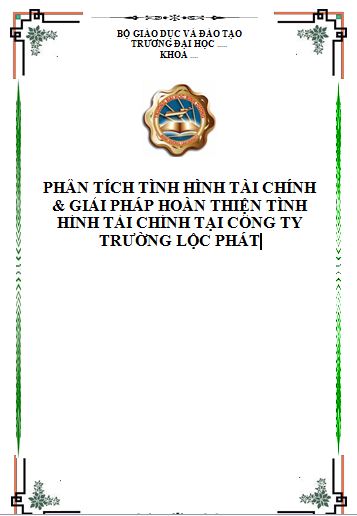 BỘ GIÁO DỤC VÀ ĐÀO TẠO
TRƯỜNG ĐẠI HỌC .....
KHOÁ ....
PHÂN TÍCH TÌNH HÌNH TÀI CHÍNH
& GIẢI PHÁP HOÀN THIỆN TÌNH
HÌNH TÀI CHÍNH TẠI CÔNG TY
TRƯỜNG LỘC PHÁT